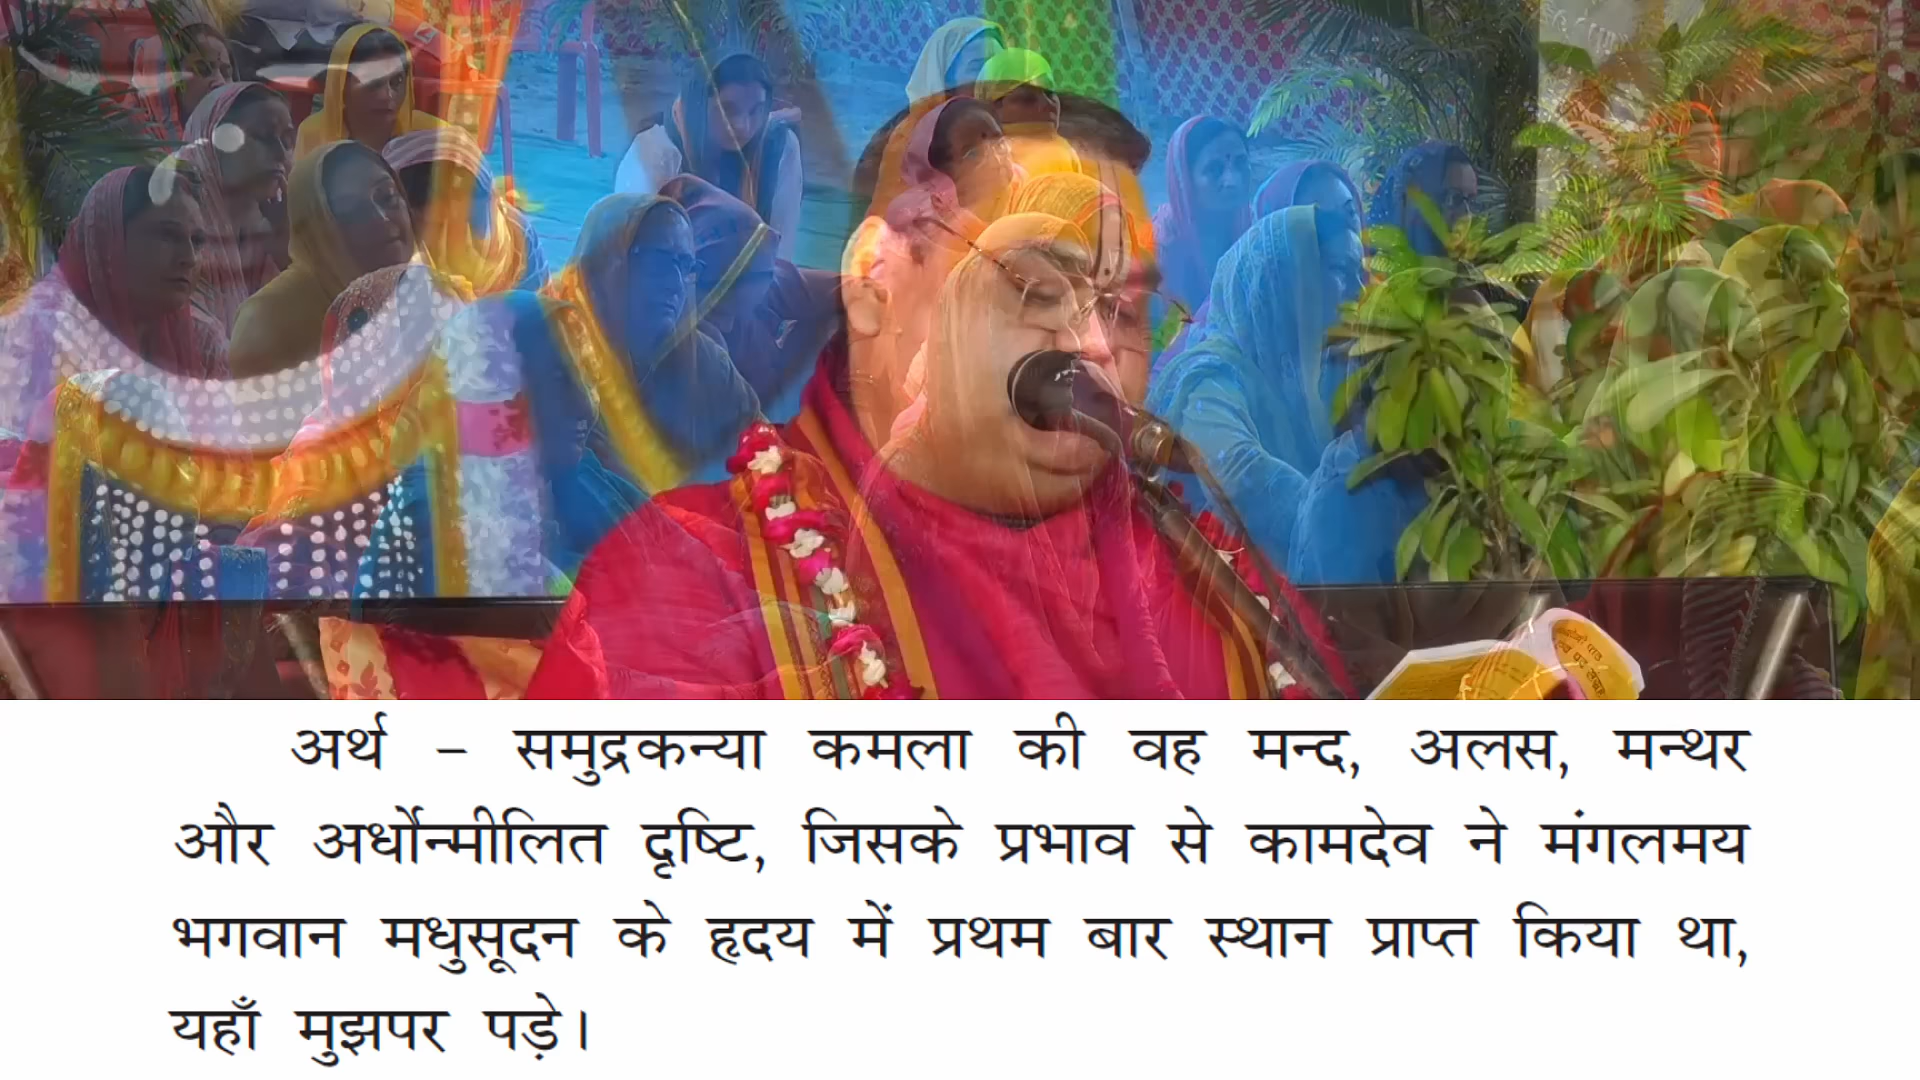 अर्थ – समुद्रकन्या कमला की वह मन्द, अलस, मन्थर
और अर्धोन्मीलित दृष्टि, जिसके प्रभाव से कामदेव ने मंगलमय
भगवान मधुसूदन के हृदय में प्रथम बार स्थान प्राप्त किया था,
यहाँ मुझपर पड़े।